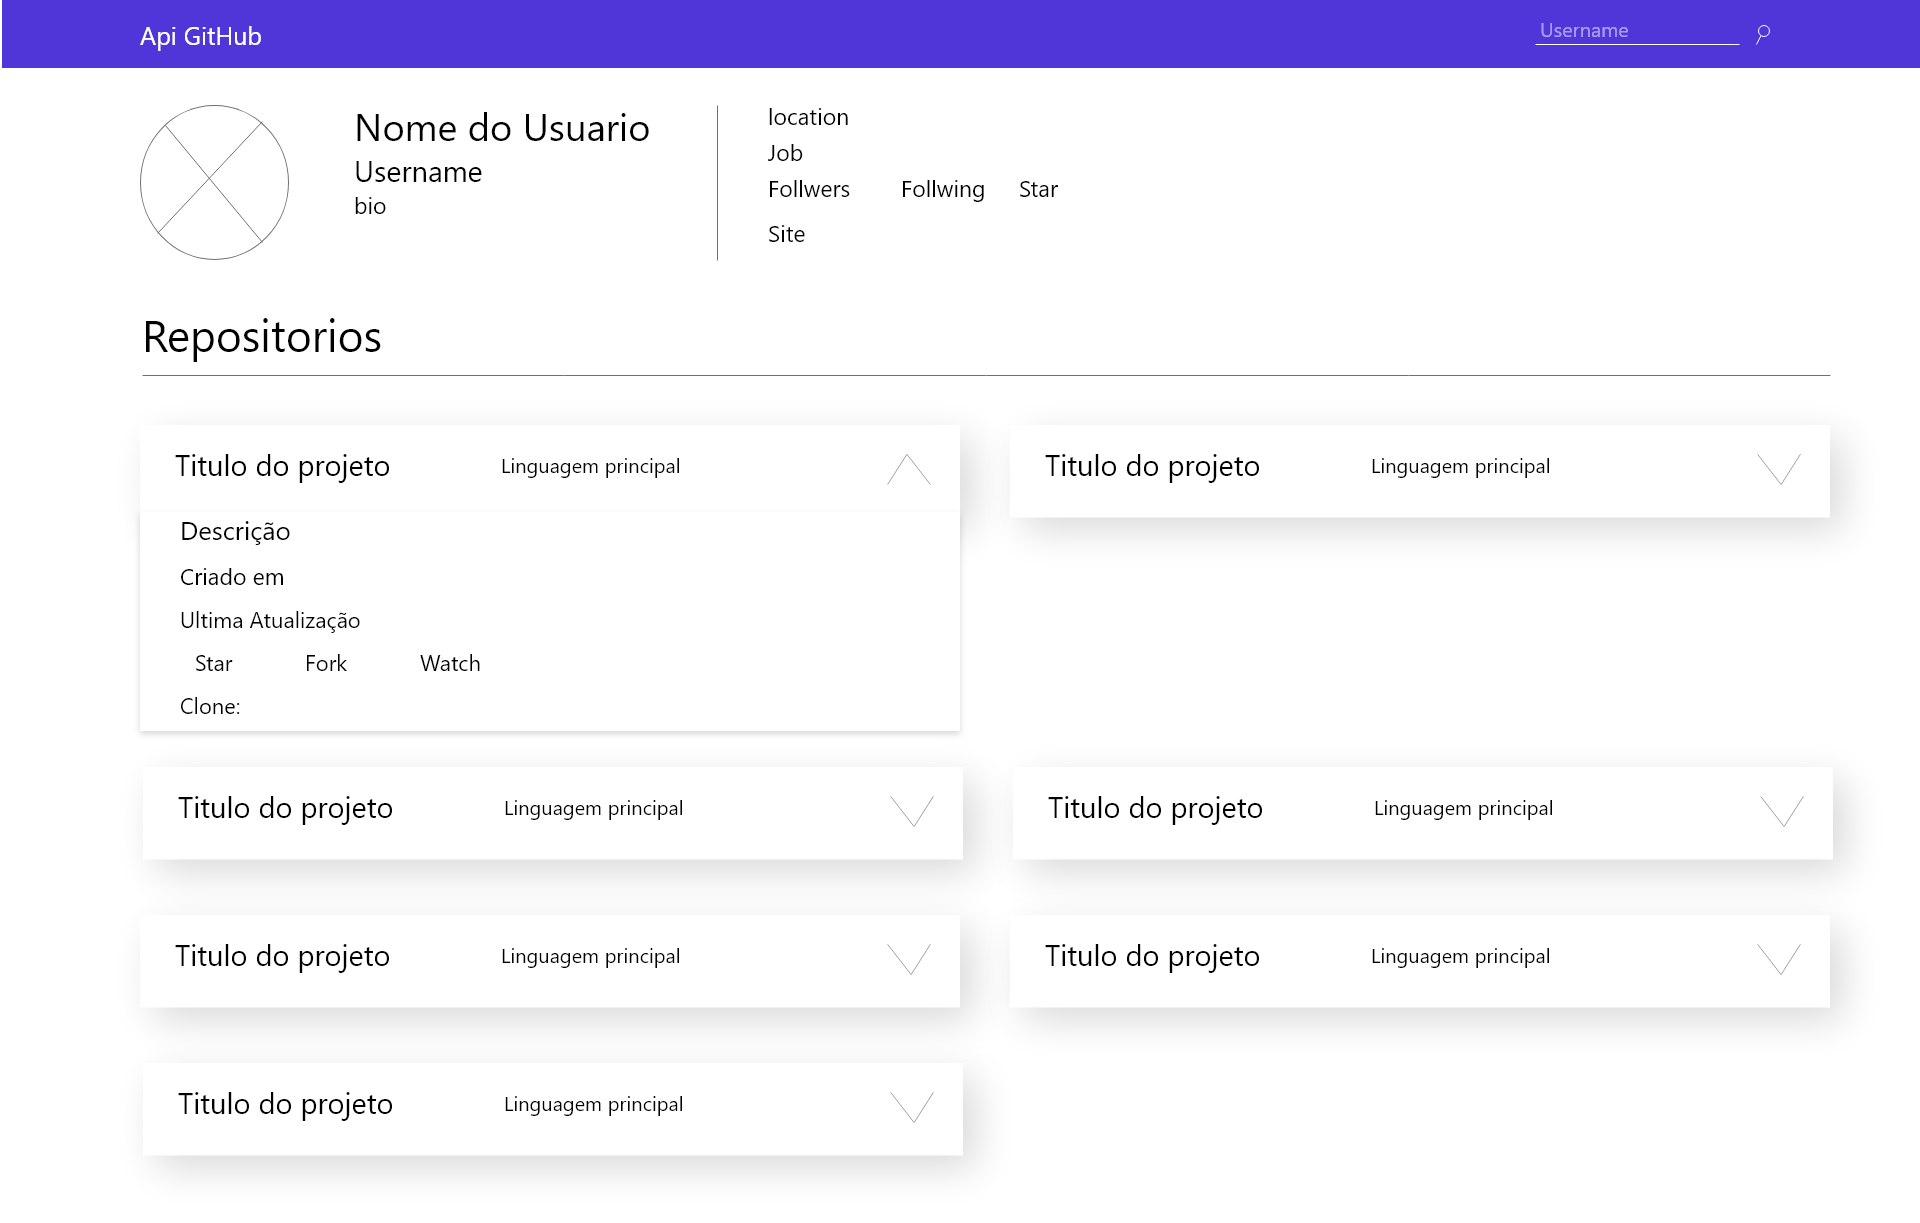 Api GitHub
Username
Nome do Usuario
Username
bio
location
Job
Follwers Follwing Star
Site
Repositorios
Titulo do projeto Linguagem principal
Descrição
Criado em
Ultima Atualização
Star Fork Watch
Clone:
Titulo do projeto Linguagem principal
Titulo do projeto Linguagem principal
Titulo do projeto Linguagem principal
Titulo do projeto Linguagem principal
Titulo do projeto Linguagem principal
Titulo do projeto Linguagem principal